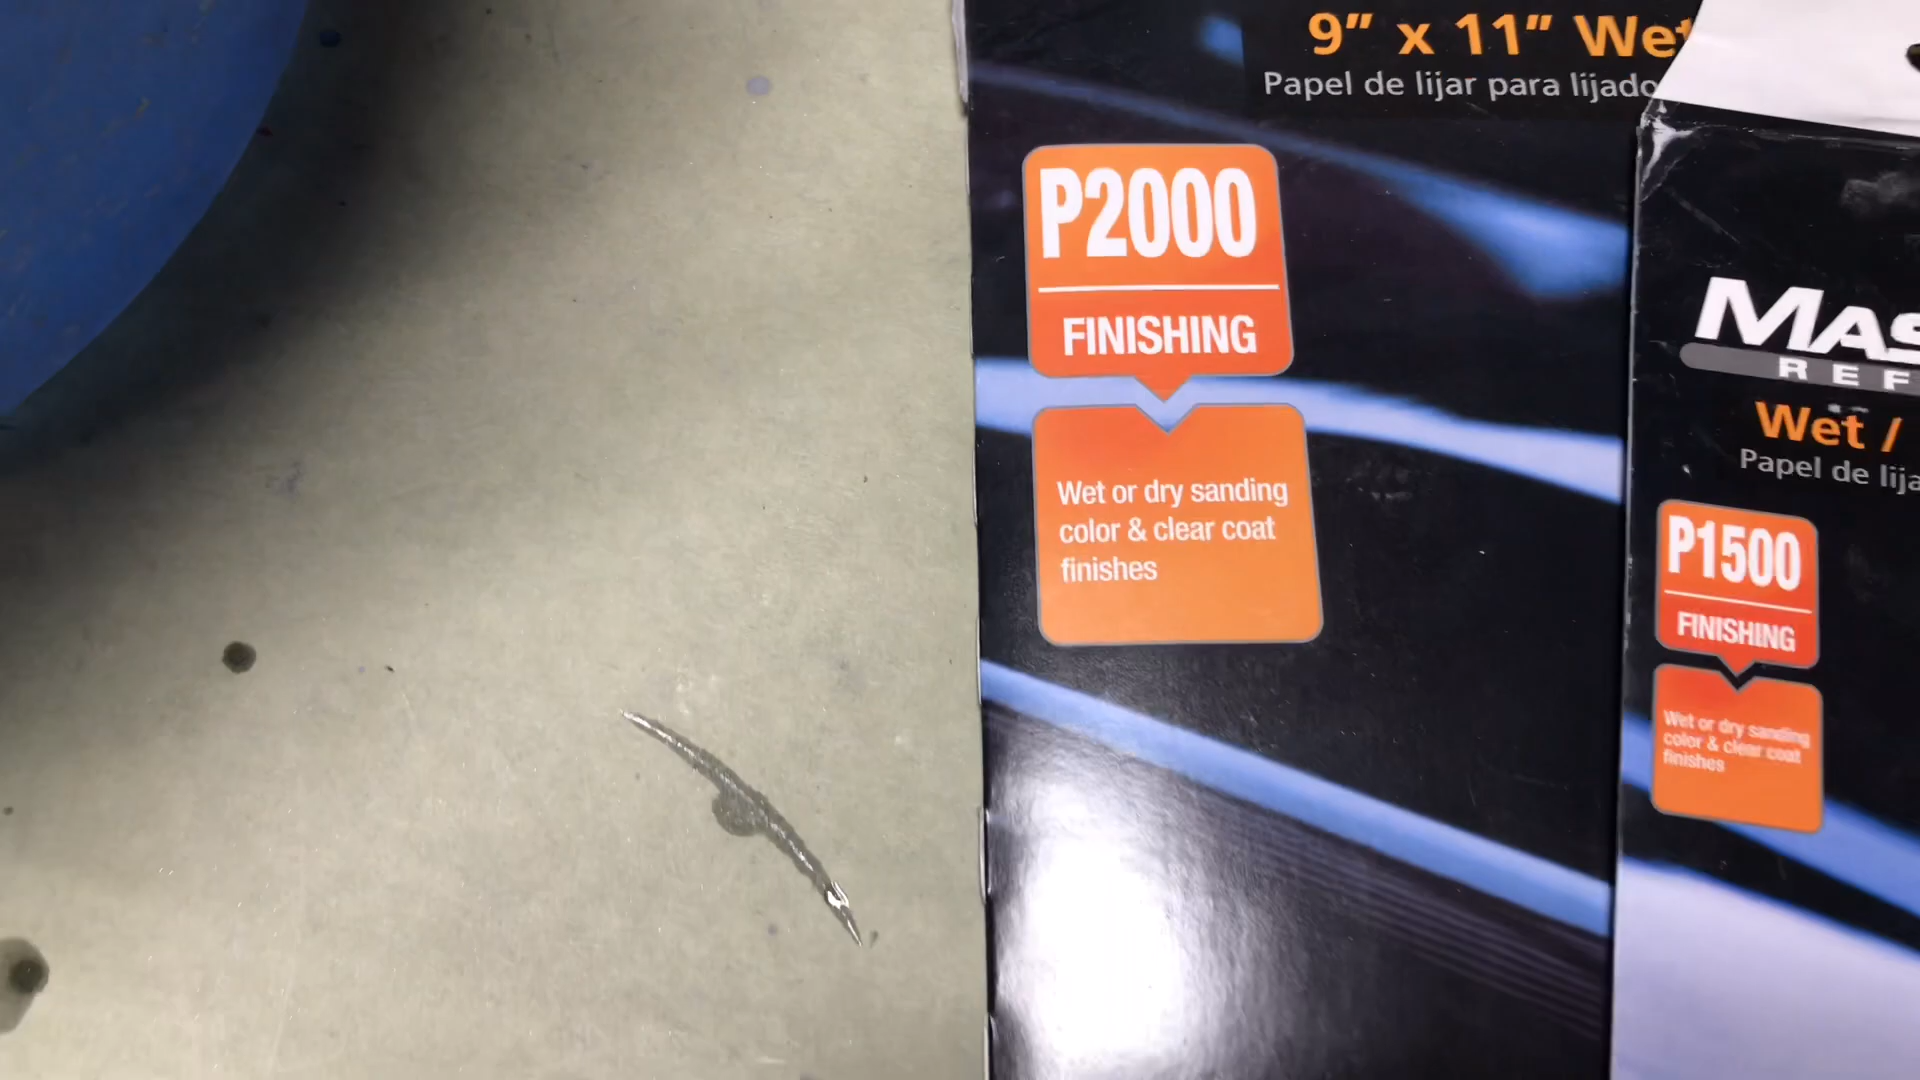 9" x 11" Wet
Papel de lijar para lijado
P2000
FINISHING
Wet or dry sanding
color & clear coat
finishes
MAS
REF
Wet /
Papel de lija
P1500
FINISHING
Wet or dry sanding
color & clear coat
finishes